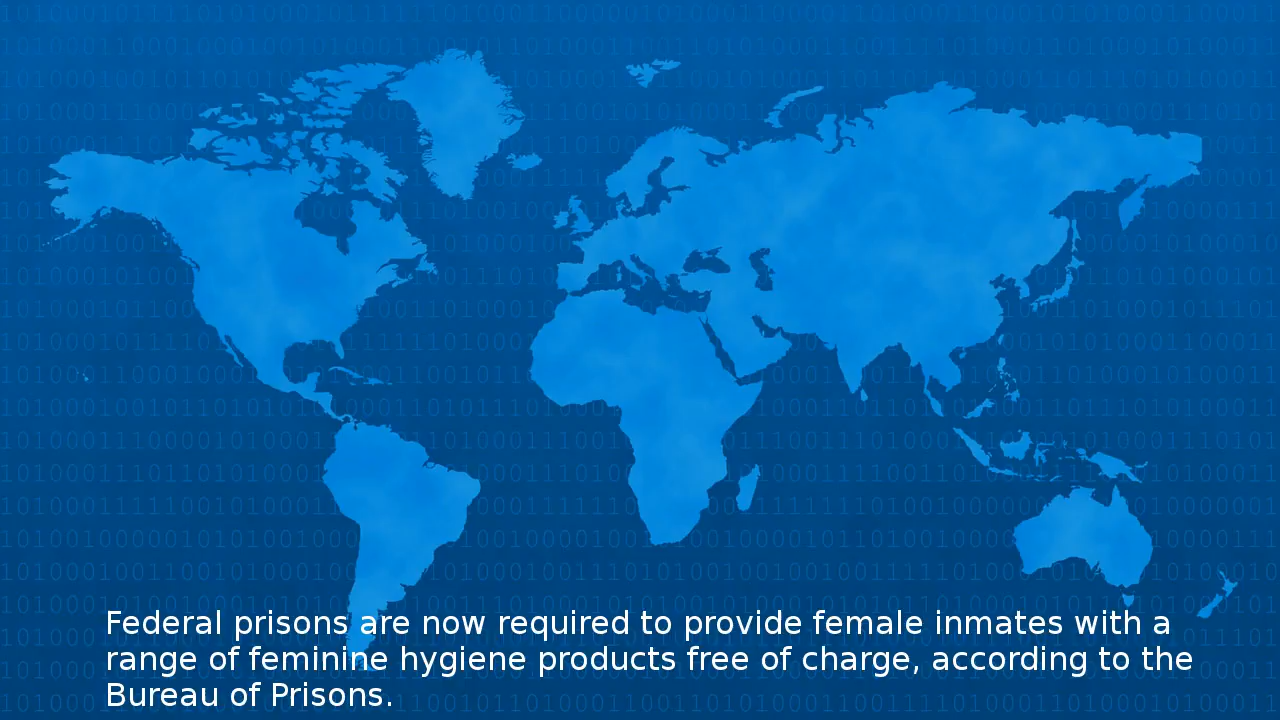 Federal prisons are now required to provide female inmates with a
range of feminine hygiene products free of charge, according to the
Bureau of Prisons.